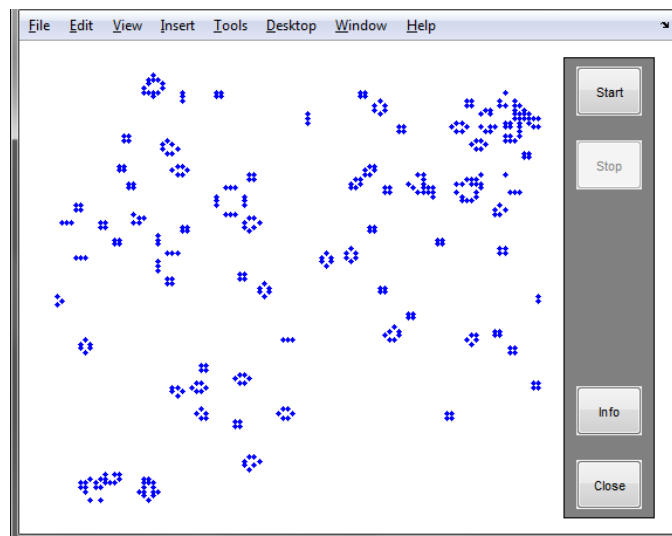 File Edit View Insert Tools Desktop Window Help
Start
Stop
Info
Close